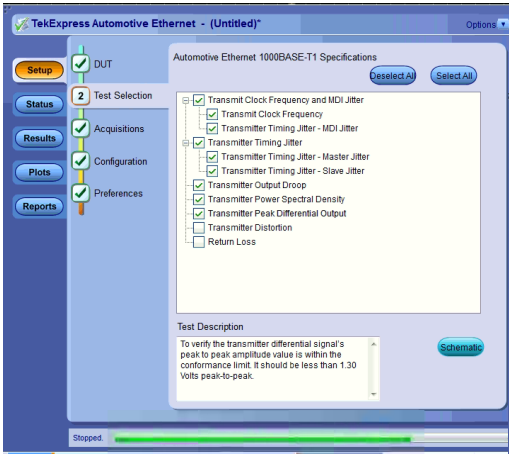 TekExpress Automotive Ethernet - (Untitled)*
Options
Setup
Status
Results
Plots
Reports
DUT
2 Test Selection
Acquisitions
Configuration
Preferences
Automotive Ethernet 1000BASE-T1 Specifications
Deselect All
Select All
Transmit Clock Frequency and MDI Jitter
Transmit Clock Frequency
Transmitter Timing Jitter - MDI Jitter
Transmitter Timing Jitter
Transmitter Timing Jitter - Master Jitter
Transmitter Timing Jitter - Slave Jitter
Transmitter Output Droop
Transmitter Power Spectral Density
Transmitter Peak Differential Output
Transmitter Distortion
Return Loss
Test Description
To verify the transmitter differential signal's
peak to peak amplitude value is within the
conformance limit. It should be less than 1.30
Volts peak-to-peak.
Schematic
Stopped.